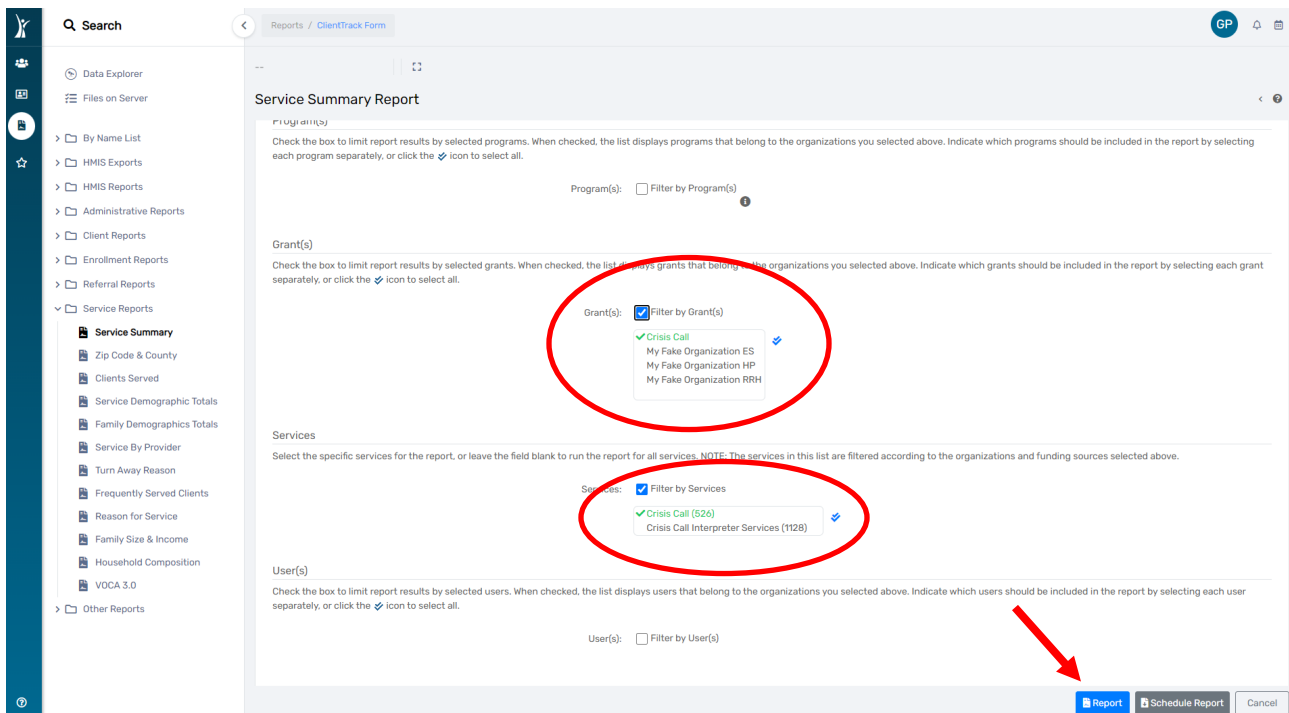 Search
Reports / ClientTrack Form
GP
Data Explorer
Files on Server
By Name List
HMIS Exports
HMIS Reports
Administrative Reports
Client Reports
Enrollment Reports
Referral Reports
Service Reports
Service Summary
Zip Code & County
Clients Served
Service Demographic Totals
Family Demographics Totals
Service By Provider
Turn Away Reason
Frequently Served Clients
Reason for Service
Family Size & Income
Household Composition
VOCA 3.0
Other Reports
--
Service Summary Report
Program(s)
Check the box to limit report results by selected programs. When checked, the list displays programs that belong to the organizations you selected above. Indicate which programs should be included in the report by selecting
each program separately, or click the icon to select all.
Program(s): Filter by Program(s)
Grant(s)
Check the box to limit report results by selected grants. When checked, the list displays grants that belong to the organizations you selected above. Indicate which grants should be included in the report by selecting each grant
separately, or click the icon to select all.
Grant(s): Filter by Grant(s)
Crisis Call
My Fake Organization ES
My Fake Organization HP
My Fake Organization RRH
Services
Select the specific services for the report, or leave the field blank to run the report for all services. NOTE: The services in this list are filtered according to the organizations and funding sources selected above.
Services: Filter by Services
Crisis Call (526)
Crisis Call Interpreter Services (1128)
User(s)
Check the box to limit report results by selected users. When checked, the list displays users that belong to the organizations you selected above. Indicate which users should be included in the report by selecting each user
separately, or click the icon to select all.
User(s): Filter by User(s)
Report Schedule Report Cancel